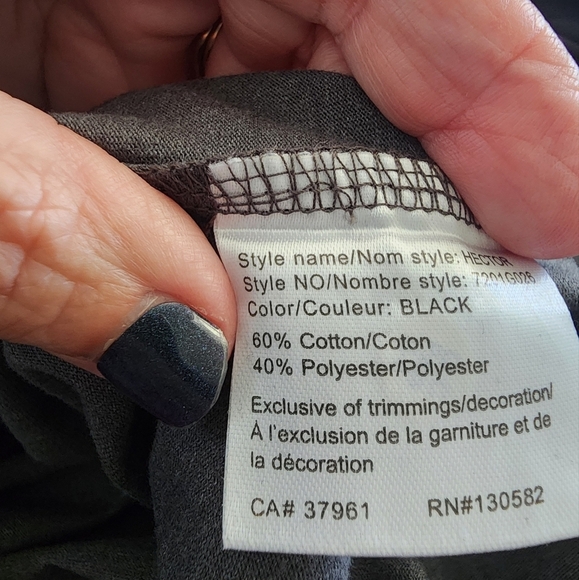 Style name/Nom style: HECTOR
Style NO/Nombre style: 7201G026
Color/Couleur: BLACK
60% Cotton/Coton
40% Polyester/Polyester
Exclusive of trimmings/decoration/
À l'exclusion de la garniture et de
la décoration
CA# 37961 RN#130582